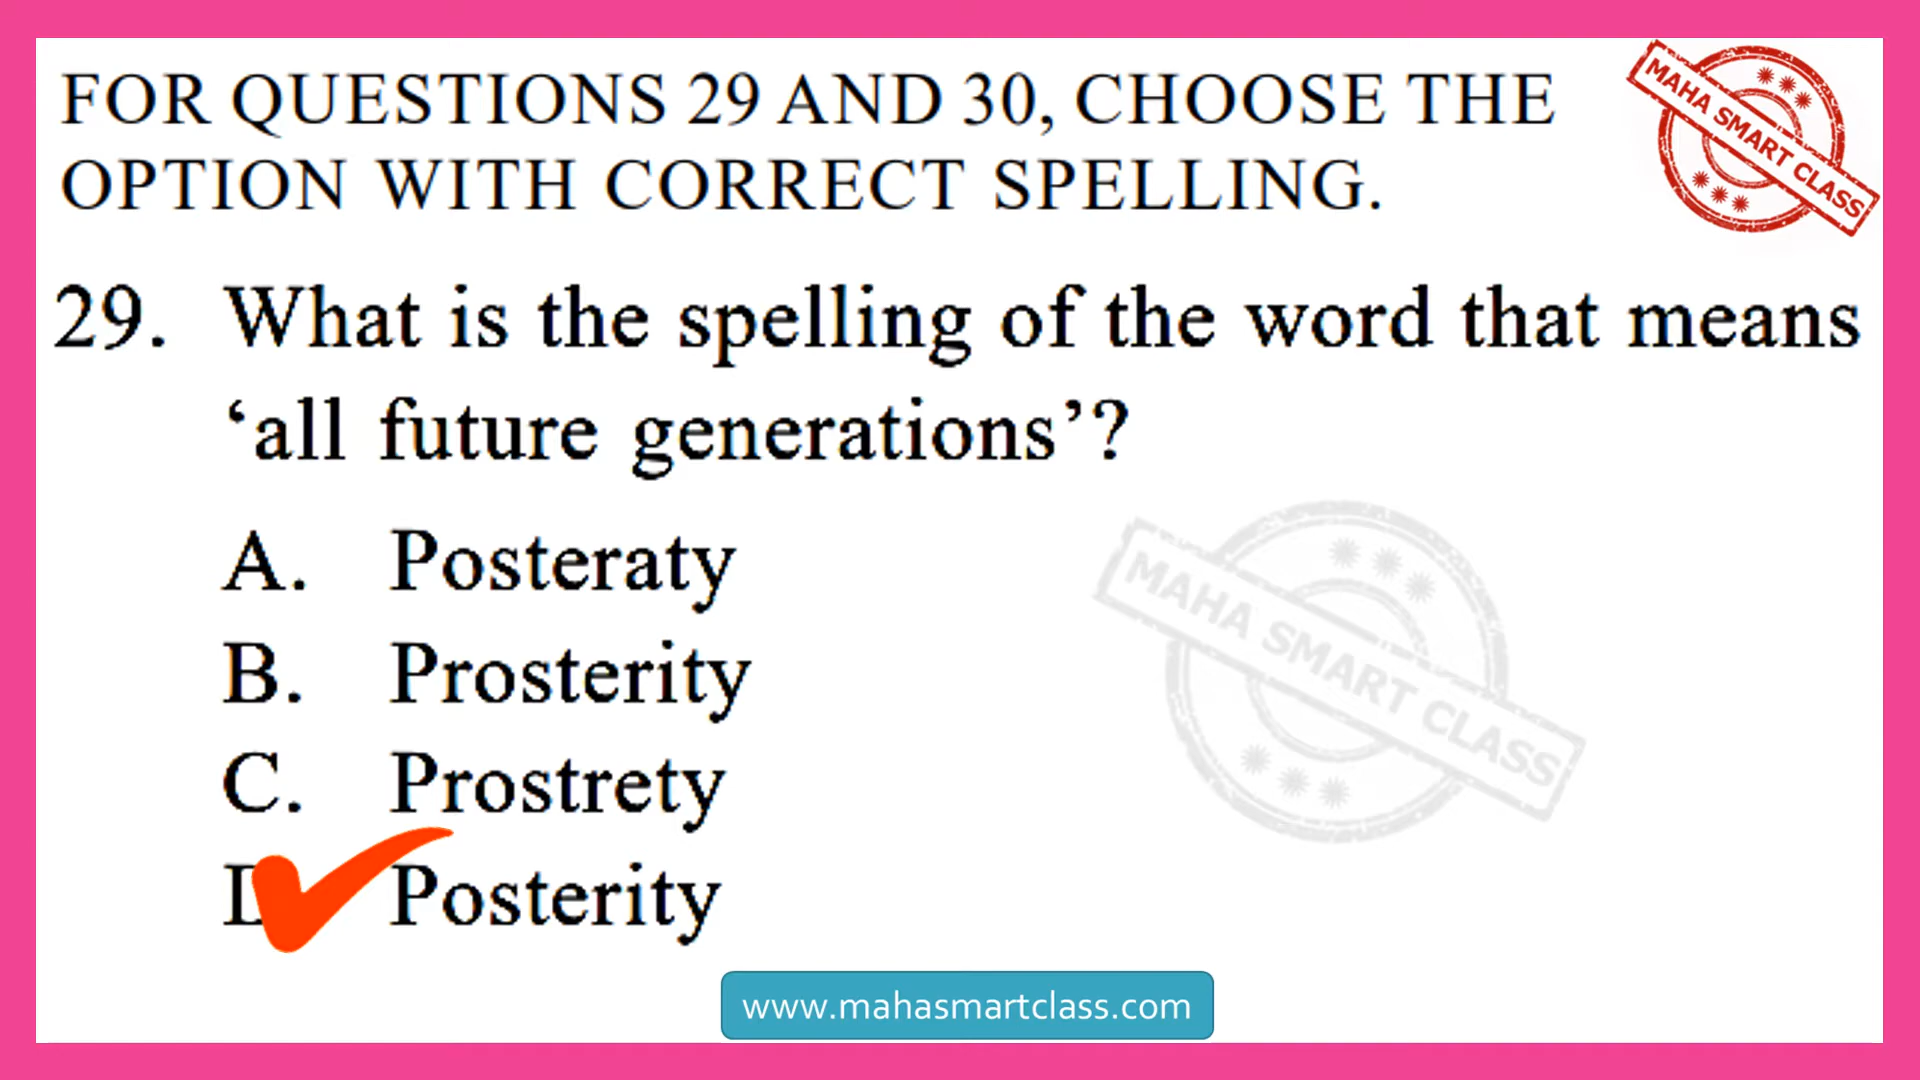 FOR QUESTIONS 29 AND 30, CHOOSE THE
OPTION WITH CORRECT SPELLING.
MAHA SMART CLASS
29. What is the spelling of the word that means
‘all future generations’?
A. Posteraty
B. Prosterity
C. Prostrety
D Posterity
MAHA SMART CLASS
www.mahasmartclass.com